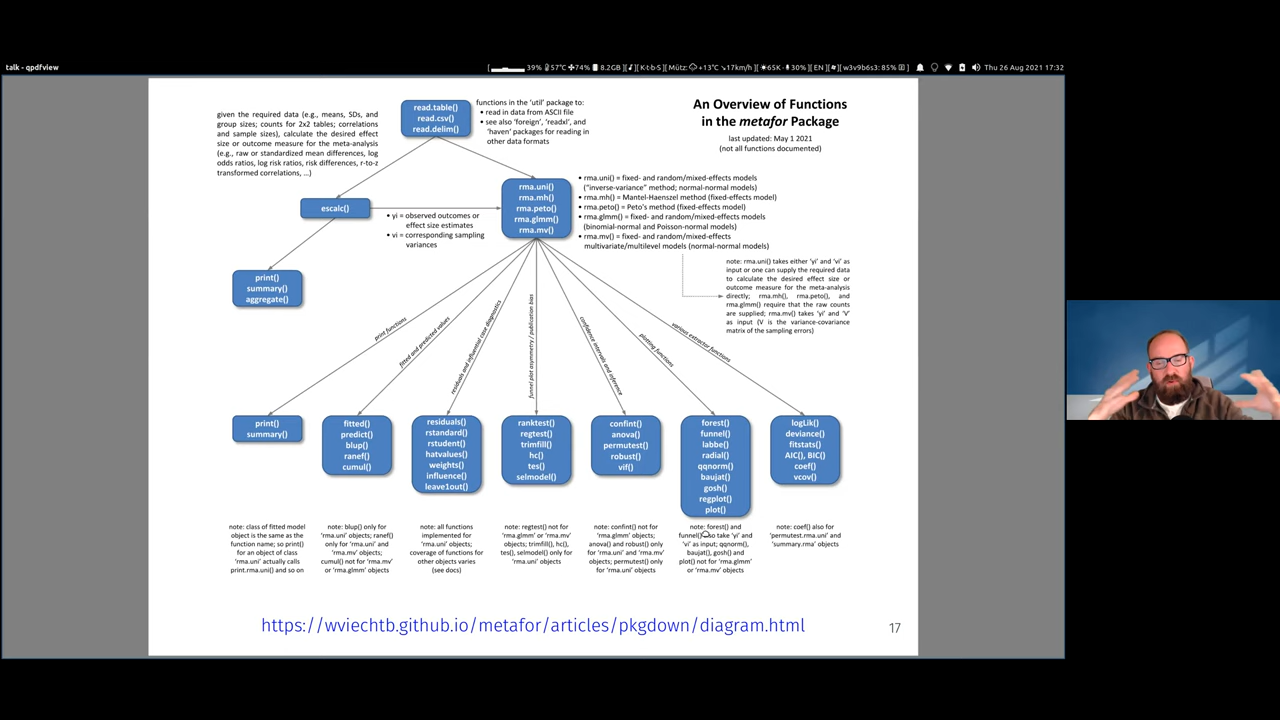 talk - qpdfview
39% 57°C 74% 8.2GB K·t·b·S Mütz: +13°C 17km/h 65K 30% EN w3v9b6s3: 85% Thu 26 Aug 2021 17:32
An Overview of Functions
in the metafor Package
last updated: May 1 2021
(not all functions documented)
given the required data (e.g., means, SDs, and
group sizes; counts for 2x2 tables; correlations
and sample sizes), calculate the desired effect
size or outcome measure for the meta-analysis
(e.g., raw or standardized mean differences, log
odds ratios, log risk ratios, risk differences, r-to-z
transformed correlations, ...)
read.table()
read.csv()
read.delim()
functions in the 'util' package to:
• read in data from ASCII file
• see also 'foreign', 'readxl', and
'haven' packages for reading in
other data formats
escalc()
• yi = observed outcomes or
effect size estimates
• vi = corresponding sampling
variances
rma.uni()
rma.mh()
rma.peto()
rma.glmm()
rma.mv()
• rma.uni() = fixed- and random/mixed-effects models
("inverse-variance" method; normal-normal models)
• rma.mh() = Mantel-Haenszel method (fixed-effects model)
• rma.peto() = Peto's method (fixed-effects model)
• rma.glmm() = fixed- and random/mixed-effects models
(binomial-normal and Poisson-normal models)
• rma.mv() = fixed- and random/mixed-effects
multivariate/multilevel models (normal-normal models)
note: rma.uni() takes either 'yi' and 'vi' as
input or one can supply the required data
to calculate the desired effect size or
outcome measure for the meta-analysis
directly; rma.mh(), rma.peto(), and
rma.glmm() require that the raw counts
are supplied; rma.mv() takes 'yi' and 'V'
as input (V is the variance-covariance
matrix of the sampling errors)
print()
summary()
aggregate()
print functions
fitted and predicted values
residuals and influential case diagnostics
funnel plot asymmetry / publication bias
confidence intervals and inference
plotting functions
various extractor functions
print()
summary()
fitted()
predict()
blup()
ranef()
cumul()
residuals()
rstandard()
rstudent()
hatvalues()
weights()
influence()
leave1out()
ranktest()
regtest()
trimfill()
hc()
tes()
selmodel()
confint()
anova()
permutest()
robust()
vif()
forest()
funnel()
labbe()
radial()
qqnorm()
baujat()
gosh()
regplot()
plot()
logLik()
deviance()
fitstats()
AIC(), BIC()
coef()
vcov()
note: class of fitted model
object is the same as the
function name; so print()
for an object of class
'rma.uni' actually calls
print.rma.uni() and so on
note: blup() only for
'rma.uni' objects; ranef()
only for 'rma.uni' and
'rma.mv' objects;
cumul() not for 'rma.mv'
or 'rma.glmm' objects
note: all functions
implemented for
'rma.uni' objects;
coverage of functions for
other objects varies
(see docs)
note: regtest() not for
'rma.glmm' or 'rma.mv'
objects; trimfill(), hc(),
tes(), selmodel() only for
'rma.uni' objects
note: confint() not for
'rma.glmm' objects;
anova() and robust() only
for 'rma.uni' and 'rma.mv'
objects; permutest() only
for 'rma.uni' objects
note: forest() and
funnel() also take 'yi' and
'vi' as input; qqnorm(),
baujat(), gosh() and
plot() not for 'rma.glmm'
or 'rma.mv' objects
note: coef() also for
'permutest.rma.uni' and
'summary.rma' objects
https://wviechtb.github.io/metafor/articles/pkgdown/diagram.html
17